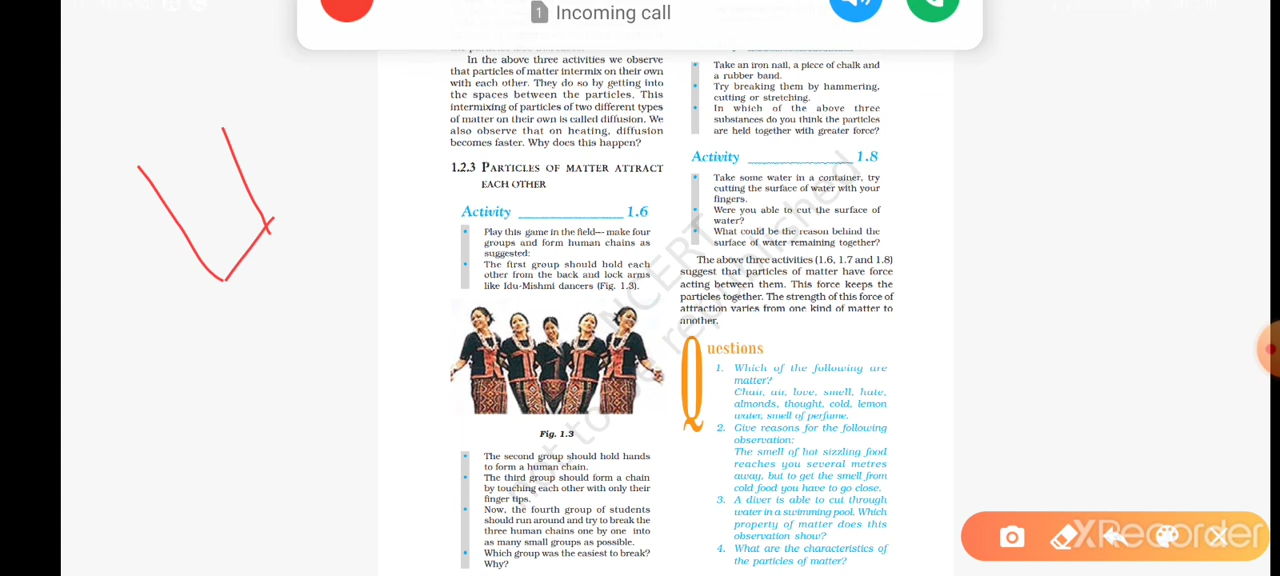 1 Incoming call
In the above three activities we observe
that particles of matter intermix on their own
with each other. They do so by getting into
the spaces between the particles. This
intermixing of particles of two different types
of matter on their own is called diffusion. We
also observe that on heating, diffusion
becomes faster. Why does this happen?
1.2.3 PARTICLES OF MATTER ATTRACT
EACH OTHER
Activity ______________ 1.6
• Play this game in the field— make four
groups and form human chains as
suggested:
• The first group should hold each
other from the back and lock arms
like Idu-Mishmi dancers (Fig. 1.3).
Fig. 1.3
• The second group should hold hands
to form a human chain.
• The third group should form a chain
by touching each other with only their
finger tips.
• Now, the fourth group of students
should run around and try to break the
three human chains one by one into
as many small groups as possible.
• Which group was the easiest to break?
Why?
• Take an iron nail, a piece of chalk and
a rubber band.
• Try breaking them by hammering,
cutting or stretching.
• In which of the above three
substances do you think the particles
are held together with greater force?
Activity ______________ 1.8
• Take some water in a container, try
cutting the surface of water with your
fingers.
• Were you able to cut the surface of
water?
• What could be the reason behind the
surface of water remaining together?
The above three activities (1.6, 1.7 and 1.8)
suggest that particles of matter have force
acting between them. This force keeps the
particles together. The strength of this force of
attraction varies from one kind of matter to
another.
Questions
1. Which of the following are
matter?
Chair, air, love, smell, hate,
almonds, thought, cold, lemon
water, smell of perfume.
2. Give reasons for the following
observation:
The smell of hot sizzling food
reaches you several metres
away, but to get the smell from
cold food you have to go close.
3. A diver is able to cut through
water in a swimming pool. Which
property of matter does this
observation show?
4. What are the characteristics of
the particles of matter?
NCERT
not to be republished
XRecorder